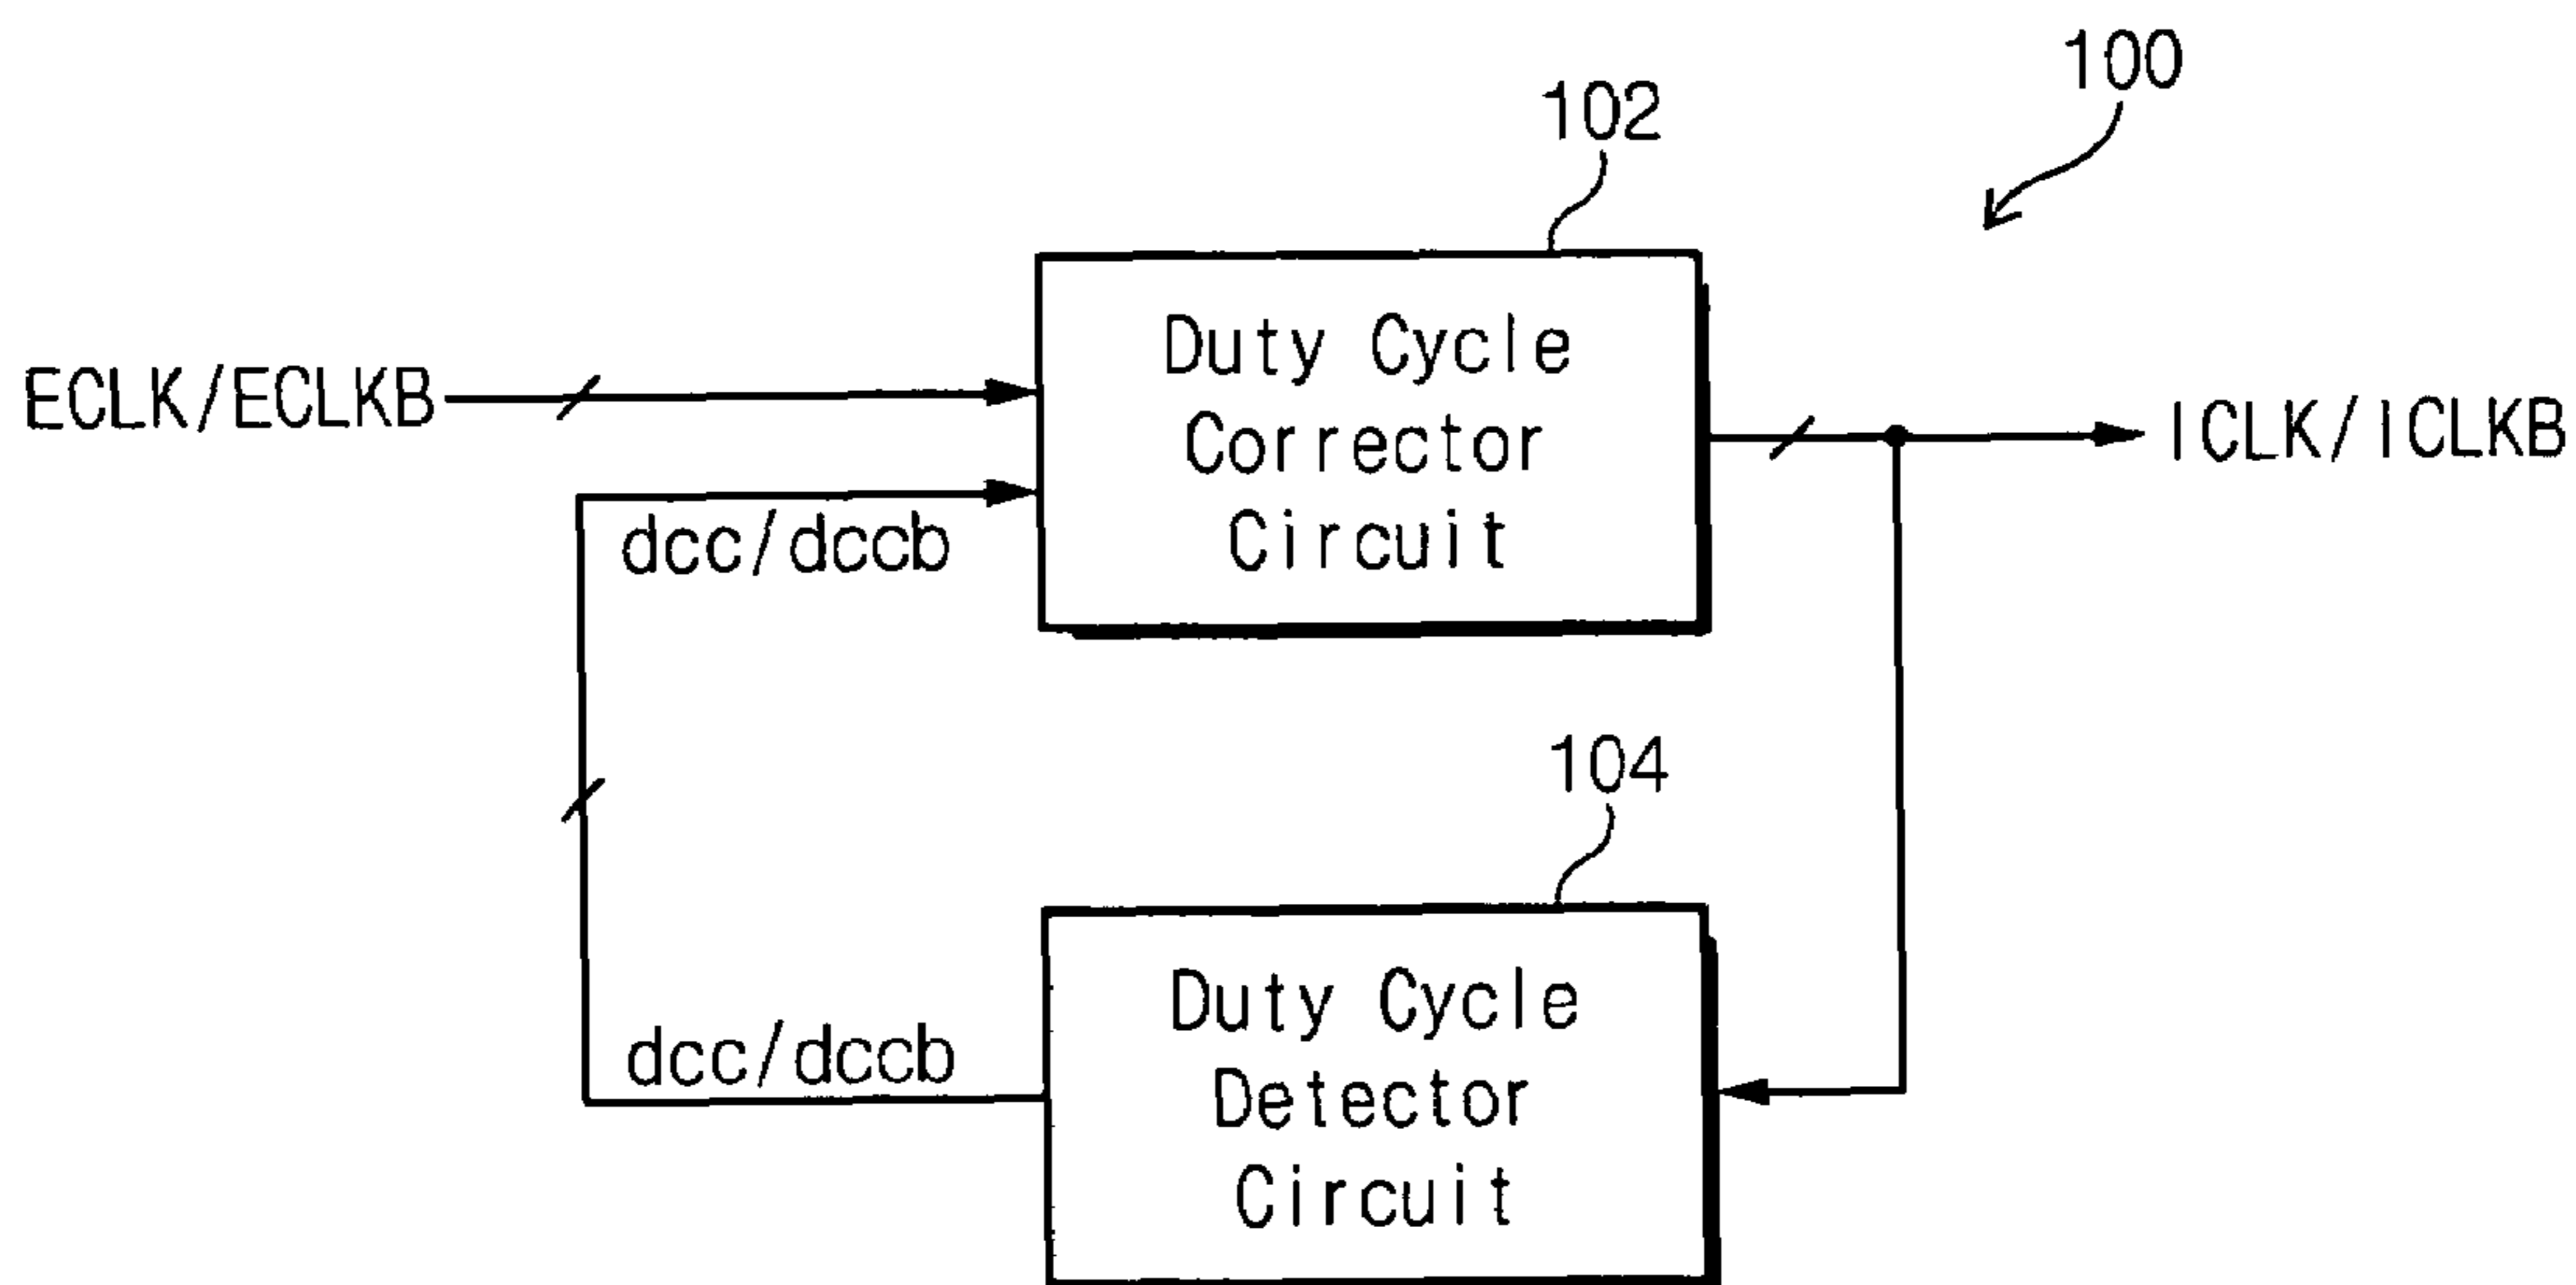 100
102
Duty Cycle
Corrector
Circuit
ECLK/ECLKB
ICLK/ICLKB
dcc/dccb
104
Duty Cycle
Detector
Circuit
dcc/dccb